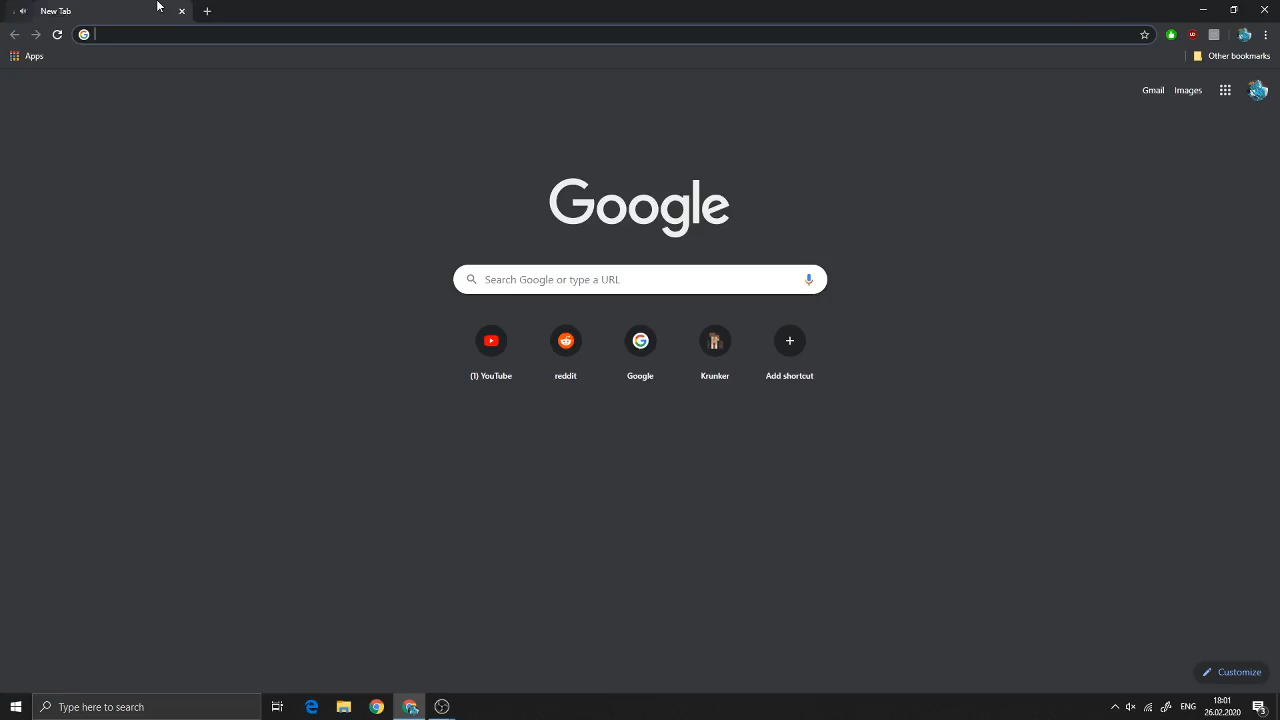 New Tab
Apps
Other bookmarks
Gmail Images
Google
Search Google or type a URL
(1) YouTube reddit Google Krunker Add shortcut
Customize
Type here to search
ENG
18:01
26.02.2020